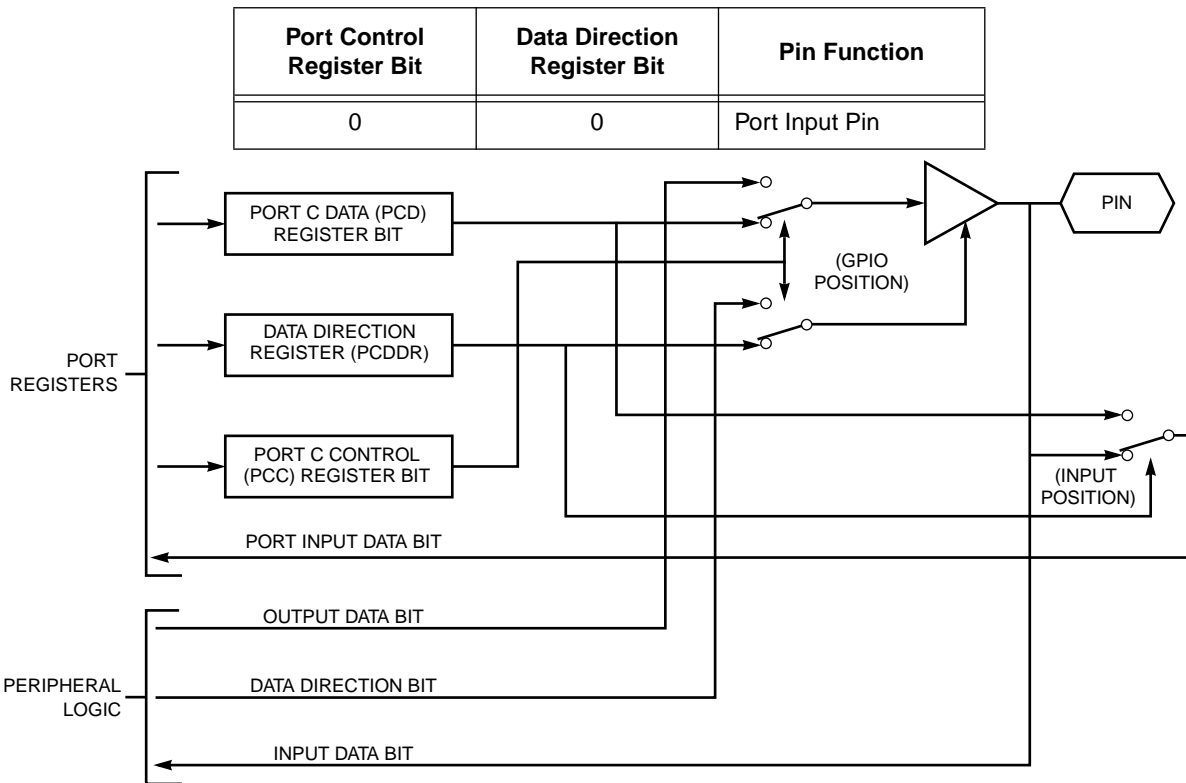 Port Control
Register Bit
Data Direction
Register Bit
Pin Function
0
0
Port Input Pin
PORT C DATA (PCD)
REGISTER BIT
PIN
(GPIO
POSITION)
DATA DIRECTION
REGISTER (PCDDR)
PORT
REGISTERS
PORT C CONTROL
(PCC) REGISTER BIT
(INPUT
POSITION)
PORT INPUT DATA BIT
OUTPUT DATA BIT
PERIPHERAL
LOGIC
DATA DIRECTION BIT
INPUT DATA BIT